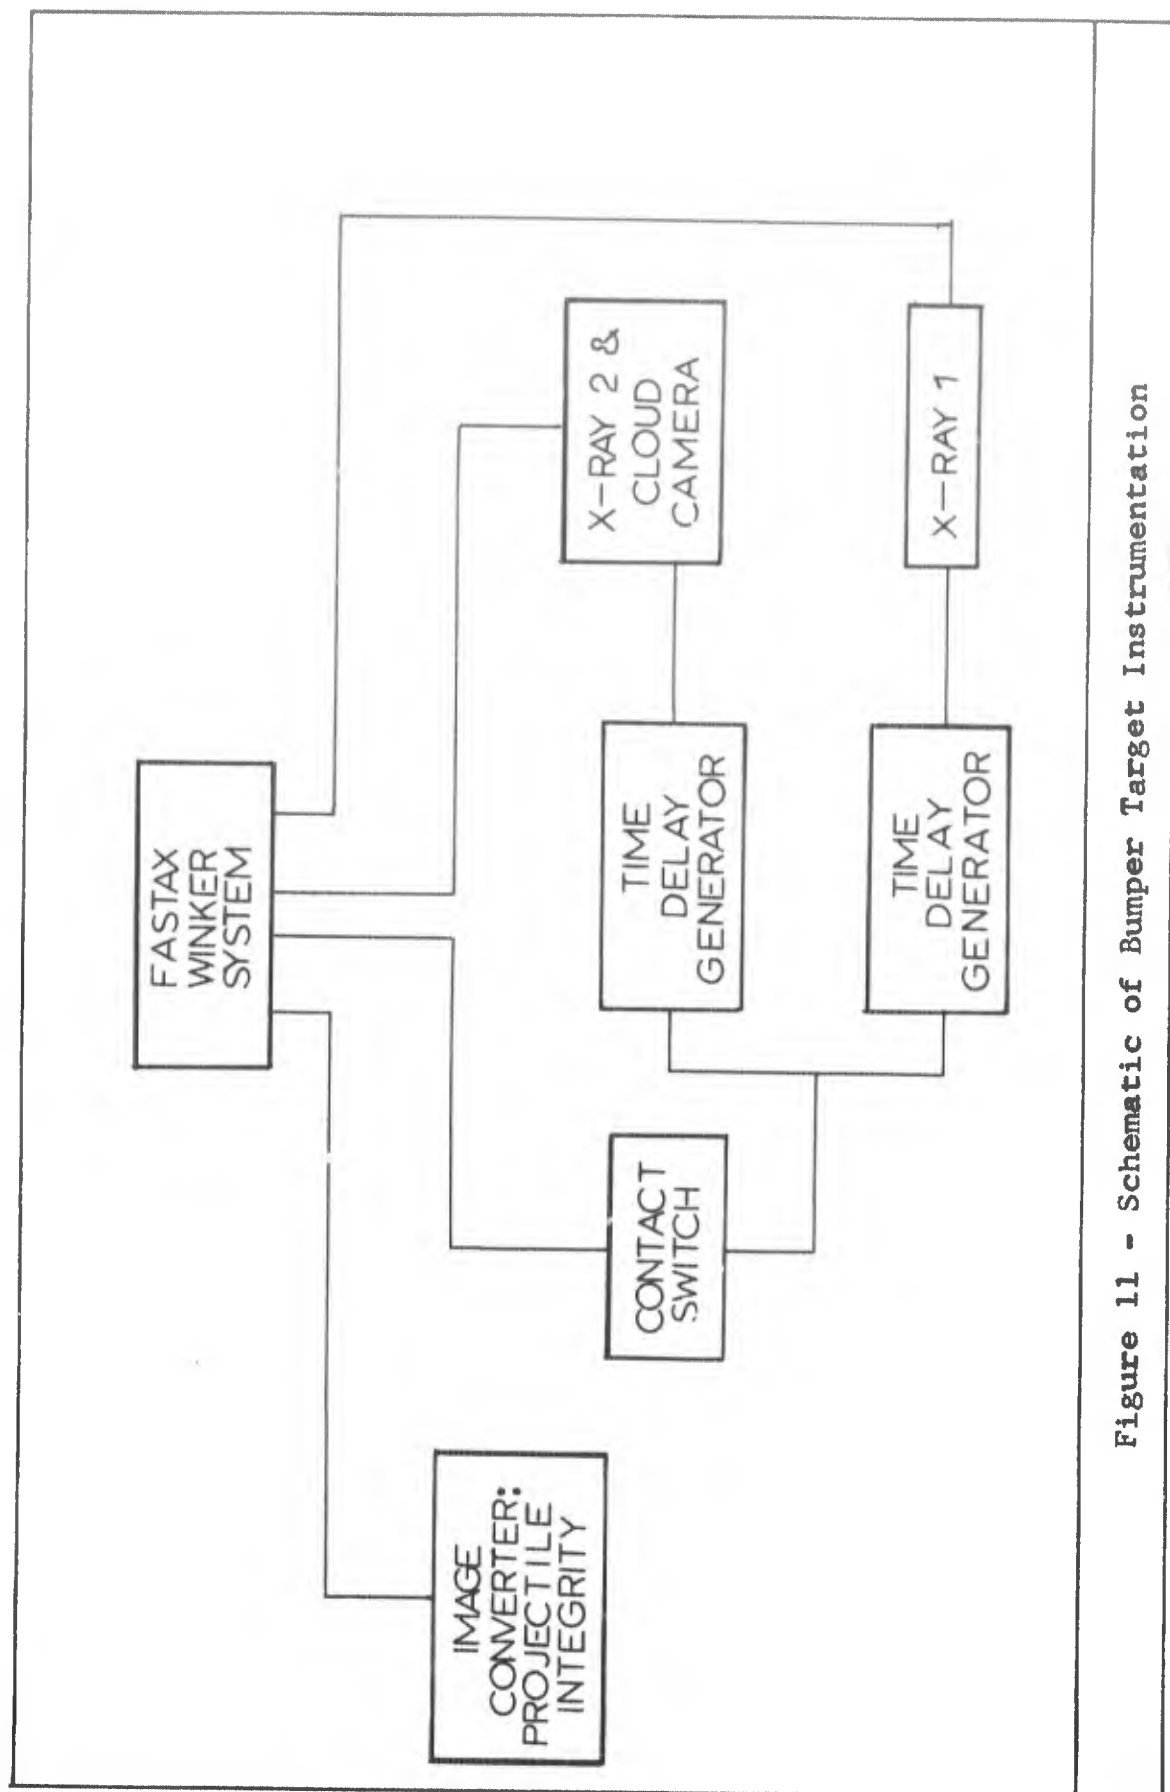 FASTAX
WINKER
SYSTEM
IMAGE
CONVERTER:
PROJECTILE
INTEGRITY
CONTACT
SWITCH
TIME
DELAY
GENERATOR
X-RAY 2 &
CLOUD
CAMERA
TIME
DELAY
GENERATOR
X-RAY 1
Figure 11 - Schematic of Bumper Target Instrumentation